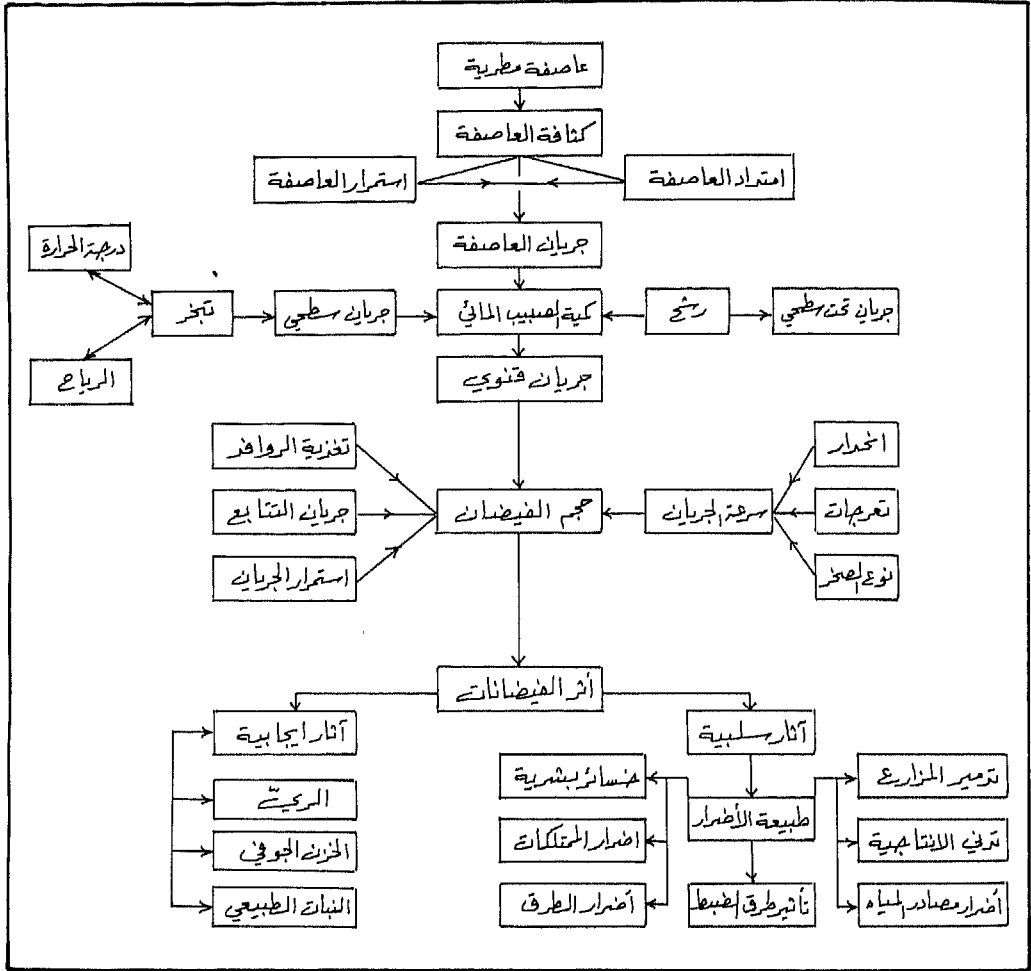 عاصفة مطرية
كثافة العاصفة
امتداد العاصفة
استمرار العاصفة
جريان العاصفة
درجة الحرارة
جريان تحت سطحي
رشح
كمية الصبيب المائي
جريان سطحي
تبخر
الرياح
جريان قنوي
انحدار
تغذية الروافد
تعرجات
سرعة الجريان
حجم الفيضان
جريان التتابع
نوع الصخر
استمرار الجريان
أثر الفيضانات
آثار سلبية
آثار ايجابية
تدمير المزارع
خسائر بشرية
طبيعة الأضرار
الري
تدني الانتاجية
اضرار الممتلكات
الخزن الجوفي
أضرار مصادر المياه
تأثير طرق الضبط
أضرار الطرق
النبات الطبيعي